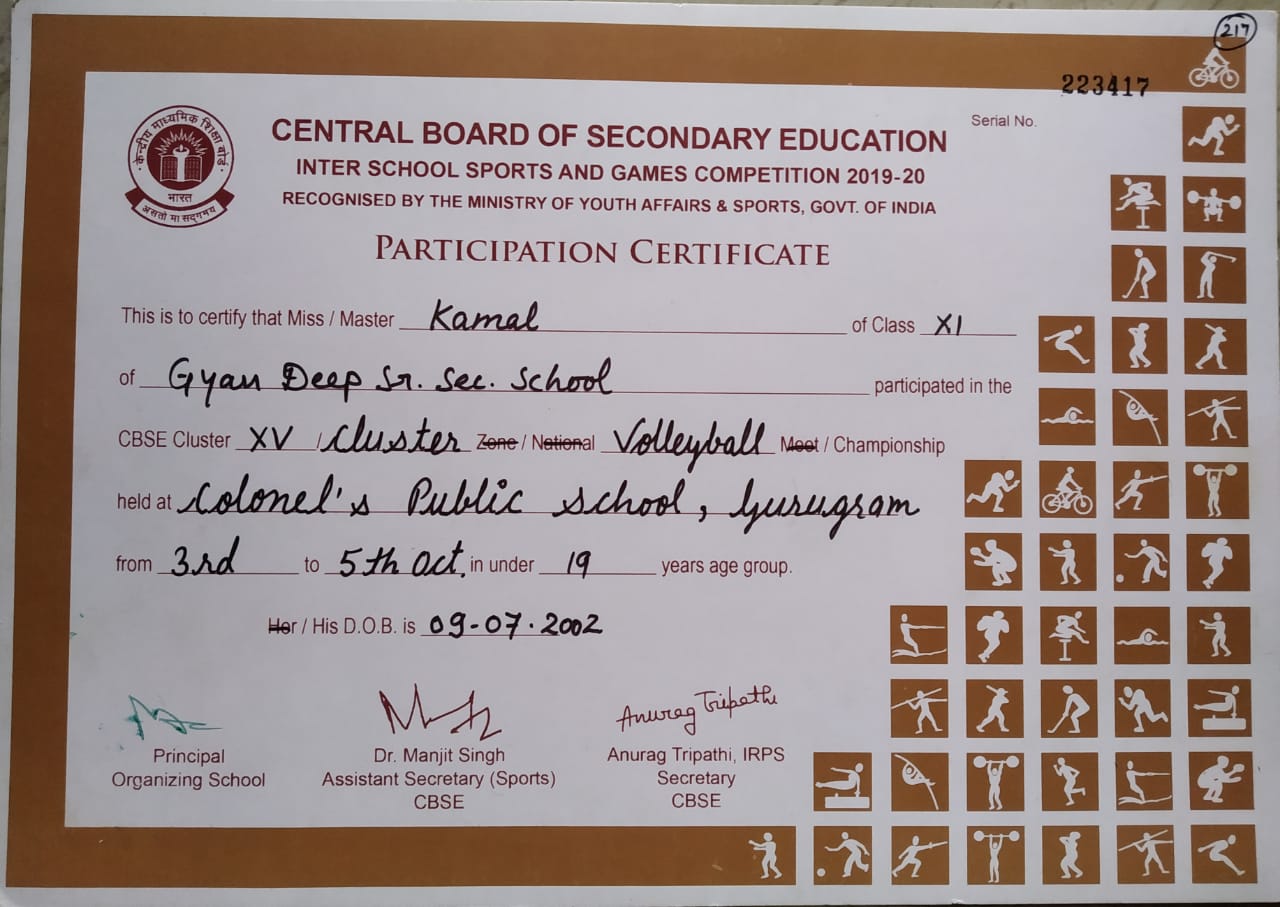 217
223417
Serial No.
केन्द्रीय माध्यमिक शिक्षा बोर्ड
भारत
असतो मा सद्गमय
CENTRAL BOARD OF SECONDARY EDUCATION
INTER SCHOOL SPORTS AND GAMES COMPETITION 2019-20
RECOGNISED BY THE MINISTRY OF YOUTH AFFAIRS & SPORTS, GOVT. OF INDIA
PARTICIPATION CERTIFICATE
This is to certify that Miss / Master Kamal of Class XI
of Gyan Deep Sr. Sec. School participated in the
CBSE Cluster XV / Cluster Zone / National Volleyball Meet / Championship
held at Colonel's Public School, Gurugram
from 3rd to 5th Oct. in under 19 years age group.
Her / His D.O.B. is 09-07-2002
Anurag Tripathi
Principal Dr. Manjit Singh Anurag Tripathi, IRPS
Organizing School Assistant Secretary (Sports) Secretary
CBSE CBSE